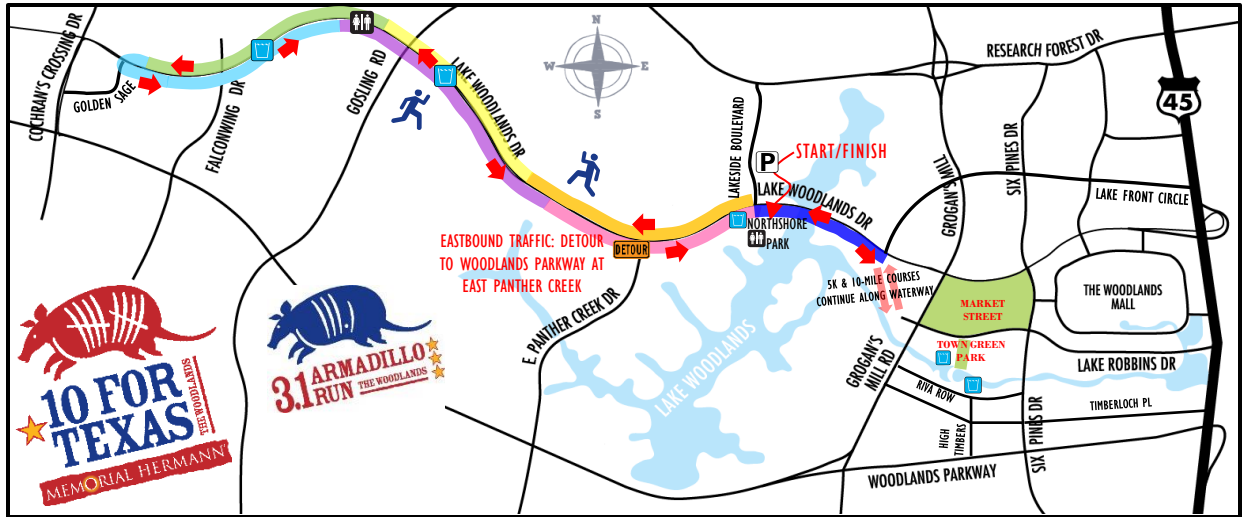 COCHRAN'S CROSSING DR
GOLDEN SAGE
FALCONWING DR
GOSLING RD
LAKE WOODLANDS DR
N
W
E
S
RESEARCH FOREST DR
45
LAKESIDE BOULEVARD
P
START/FINISH
LAKE WOODLANDS DR
GROGAN'S
MILL
SIX PINES DR
LAKE FRONT CIRCLE
NORTHSHORE
PARK
DETOUR
EASTBOUND TRAFFIC: DETOUR
TO WOODLANDS PARKWAY AT
EAST PANTHER CREEK
5K & 10-MILE COURSES
CONTINUE ALONG WATERWAY
MARKET
STREET
THE WOODLANDS
MALL
TOWN GREEN
PARK
LAKE ROBBINS DR
E. PANTHER CREEK DR
LAKE WOODLANDS
GROGAN'S
MILL RD
RIVA ROW
TIMBERLOCH PL
HIGH
TIMBERS
SIX PINES DR
WOODLANDS PARKWAY
10 FOR
TEXAS
THE WOODLANDS
MEMORIAL HERMANN
3.1 ARMADILLO
RUN THE WOODLANDS